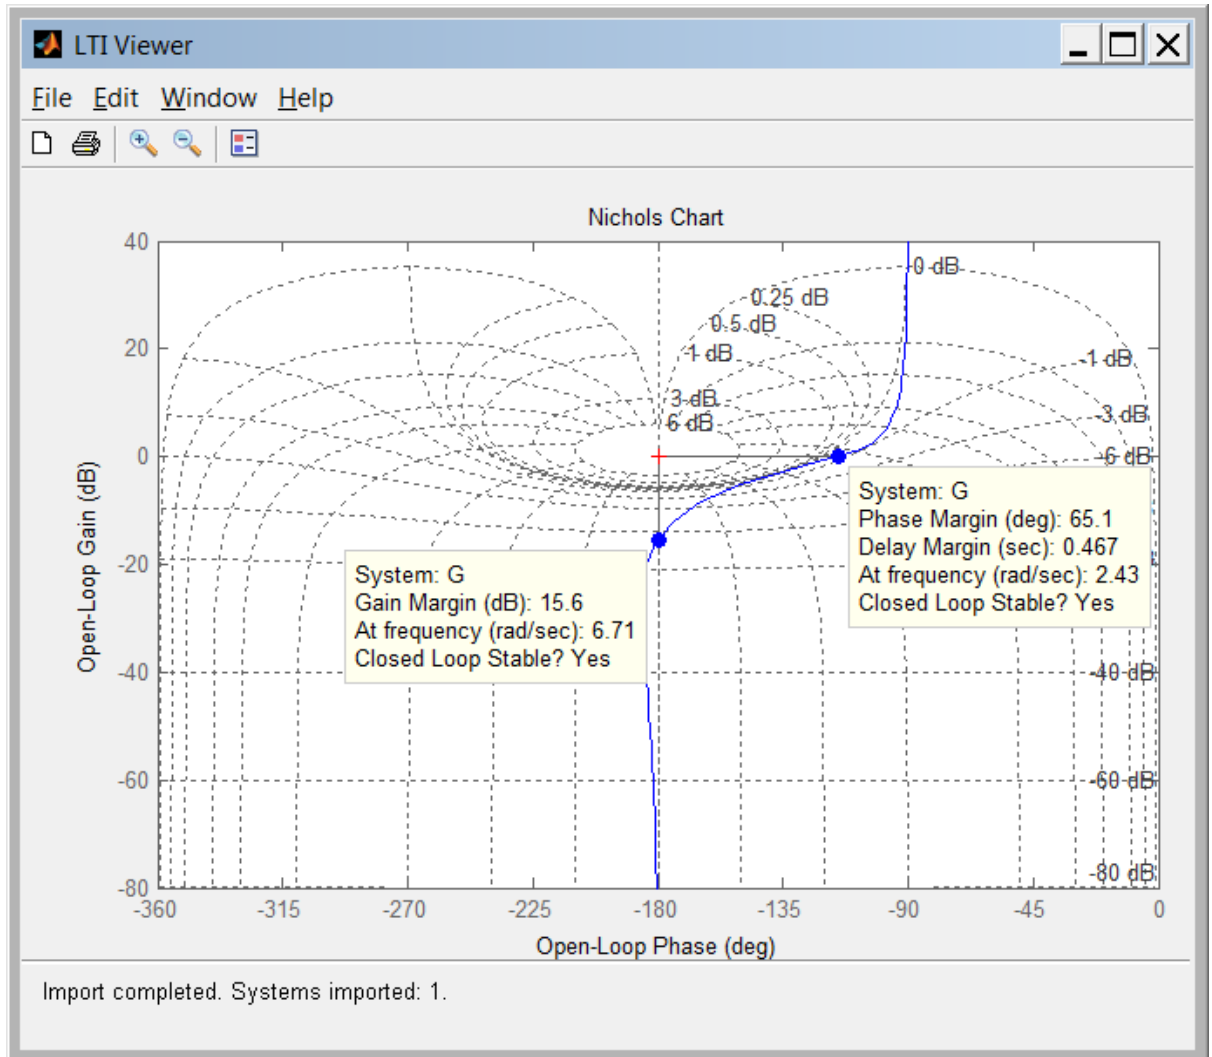 LTI Viewer
File Edit Window Help
Nichols Chart
40
20
0
-20
-40
-60
-80
Open-Loop Gain (dB)
0 dB
0.25 dB
0.5 dB
-1 dB
-1 dB
3 dB
-3 dB
6 dB
-6 dB
System: G
Phase Margin (deg): 65.1
Delay Margin (sec): 0.467
At frequency (rad/sec): 2.43
Closed Loop Stable? Yes
System: G
Gain Margin (dB): 15.6
At frequency (rad/sec): 6.71
Closed Loop Stable? Yes
-40 dB
-60 dB
-80 dB
-360
-315
-270
-225
-180
-135
-90
-45
0
Open-Loop Phase (deg)
Import completed. Systems imported: 1.